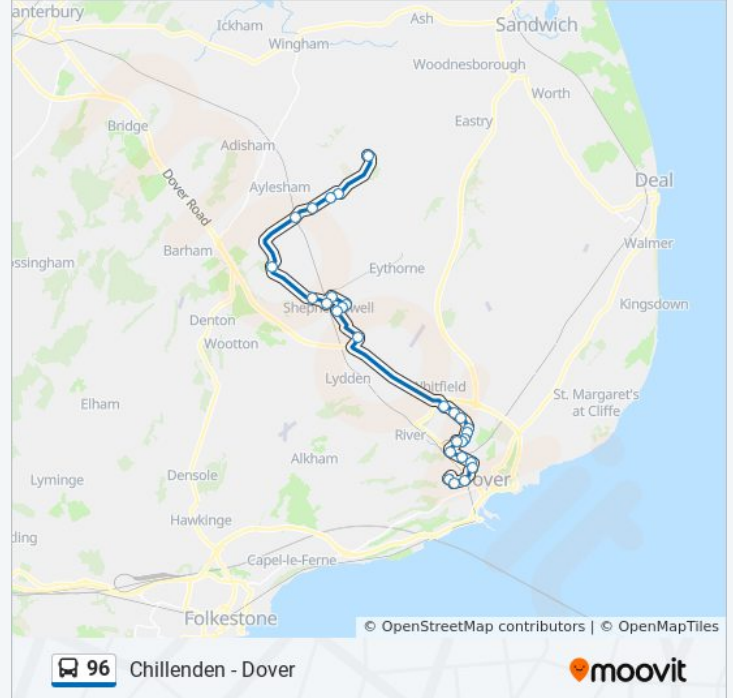 anterbury
Ickham
Ash
Sandwich
Wingham
Woodnesborough
Worth
Bridge
Eastry
Adisham
Aylesham
Deal
Dover Road
Barham
Walmer
ssingham
Eythorne
Kingsdown
Denton
Wootton
Lydden
hitfield
St. Margaret's
at Cliffe
Elham
River
Alkham
Lyminge
Densole
over
Hawkinge
ding
Capel-le-Ferne
Folkestone
© OpenStreetMap contributors | © OpenMapTiles
96 Chillenden - Dover
moovit